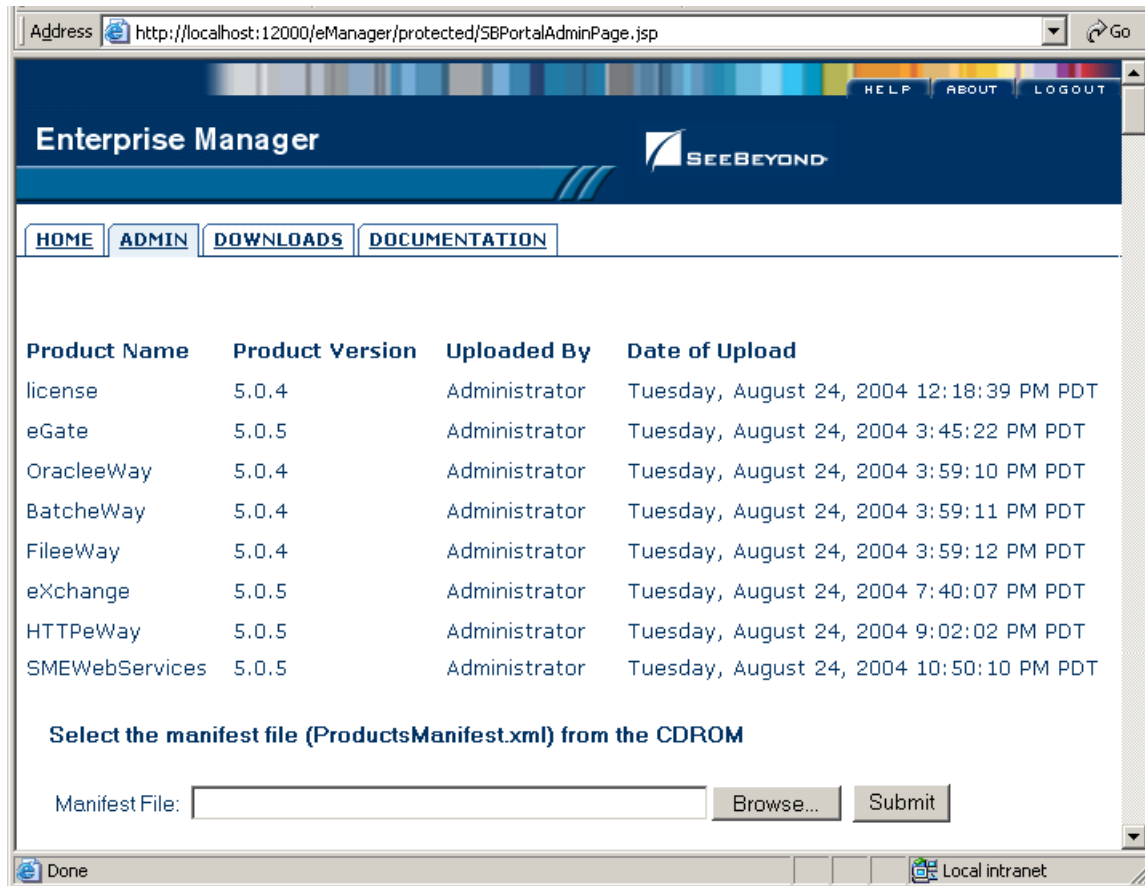 Address http://localhost:12000/eManager/protected/SBPortalAdminPage.jsp Go
HELP ABOUT LOGOUT
Enterprise Manager SEEBEYOND
HOME ADMIN DOWNLOADS DOCUMENTATION
Product Name Product Version Uploaded By Date of Upload
license 5.0.4 Administrator Tuesday, August 24, 2004 12:18:39 PM PDT
eGate 5.0.5 Administrator Tuesday, August 24, 2004 3:45:22 PM PDT
OracleeWay 5.0.4 Administrator Tuesday, August 24, 2004 3:59:10 PM PDT
BatcheWay 5.0.4 Administrator Tuesday, August 24, 2004 3:59:11 PM PDT
FileeWay 5.0.4 Administrator Tuesday, August 24, 2004 3:59:12 PM PDT
eXchange 5.0.5 Administrator Tuesday, August 24, 2004 7:40:07 PM PDT
HTTPeWay 5.0.5 Administrator Tuesday, August 24, 2004 9:02:02 PM PDT
SMEWebServices 5.0.5 Administrator Tuesday, August 24, 2004 10:50:10 PM PDT
Select the manifest file (ProductsManifest.xml) from the CDROM
Manifest File: Browse... Submit
Done Local intranet